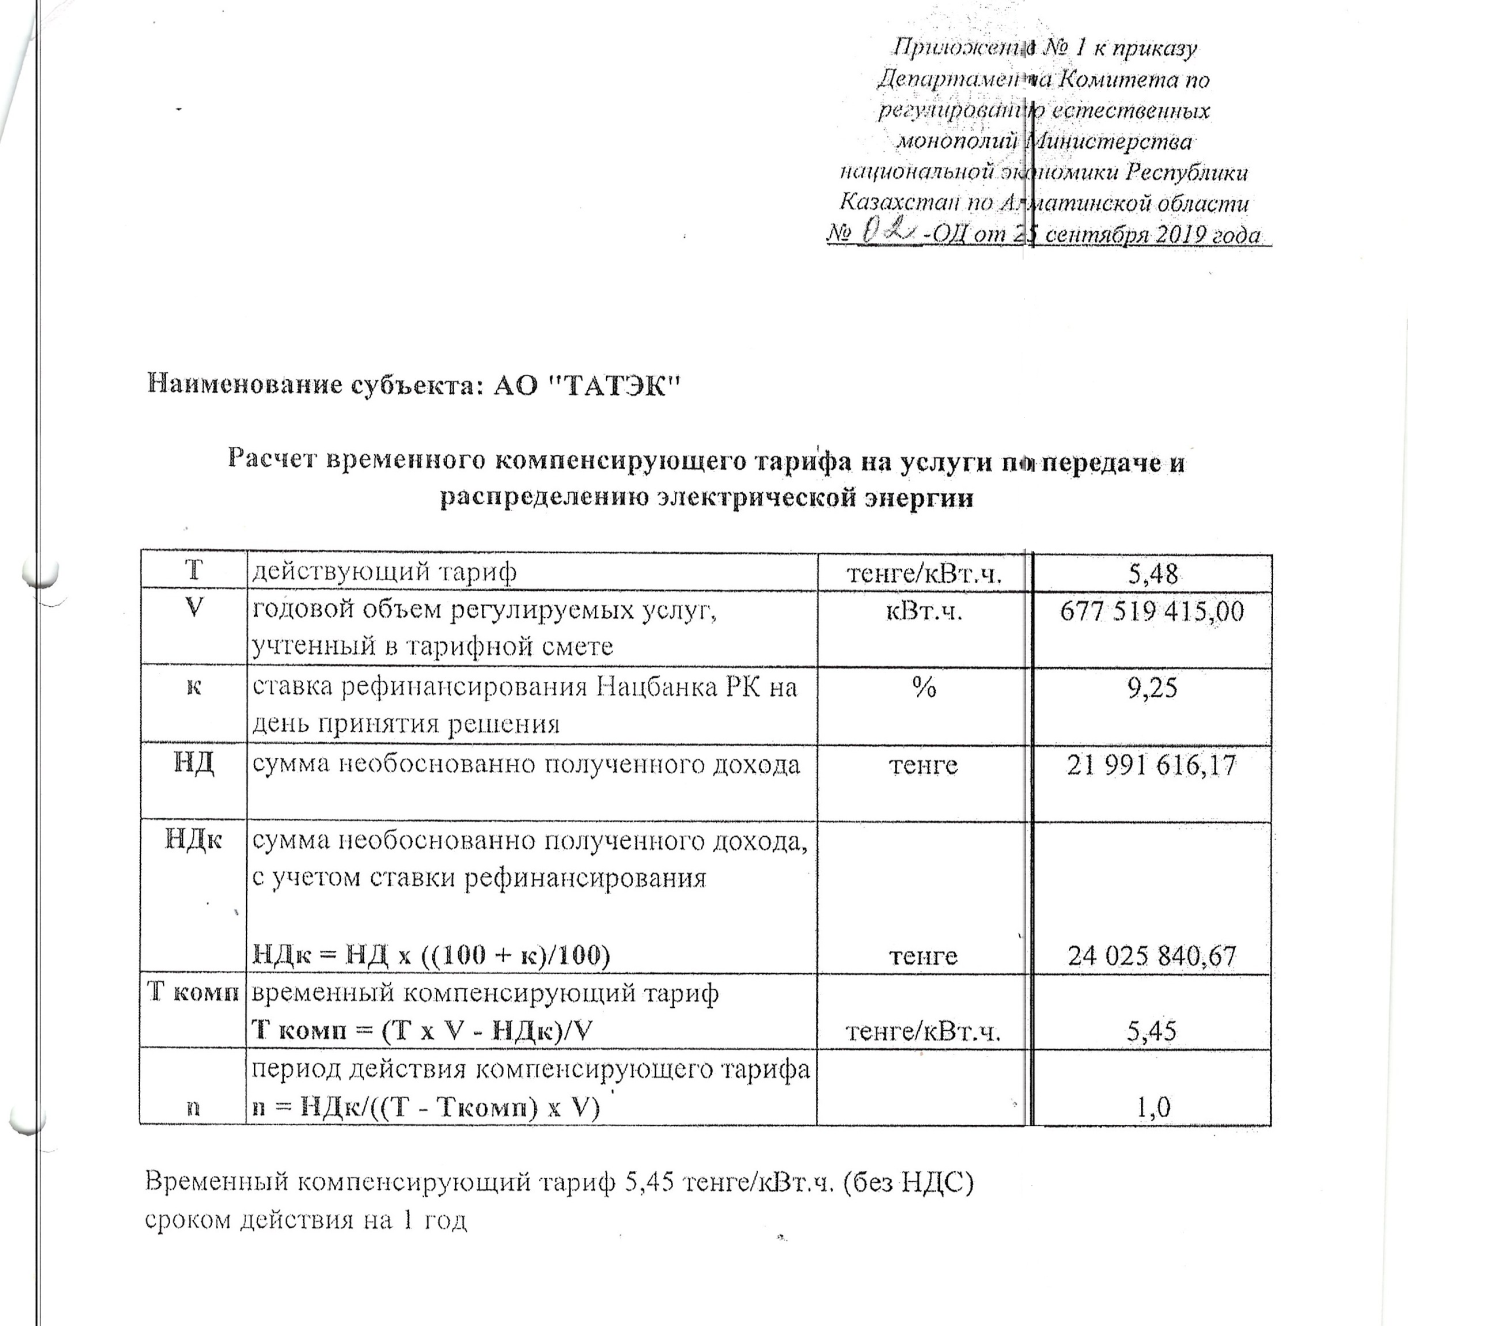 Приложение № 1 к приказу
Департамента Комитета по
регулированию естественных
монополий Министерства
национальной экономики Республики
Казахстан по Алматинской области
№ 02 -ОД от 25 сентября 2019 года
Наименование субъекта: АО "ТАТЭК"
Расчет временного компенсирующего тарифа на услуги по передаче и
распределению электрической энергии
Т действующий тариф тенге/кВт.ч. 5,48
V годовой объем регулируемых услуг, кВт.ч. 677 519 415,00
учтенный в тарифной смете
к ставка рефинансирования Нацбанка РК на % 9,25
день принятия решения
НД сумма необоснованно полученного дохода тенге 21 991 616,17
НДк сумма необоснованно полученного дохода,
с учетом ставки рефинансирования
НДк = НД х ((100 + к)/100) тенге 24 025 840,67
Т комп временный компенсирующий тариф
Т комп = (Т х V - НДк)/V тенге/кВт.ч. 5,45
период действия компенсирующего тарифа
n n = НДк/((Т - Ткомп) х V) 1,0
Временный компенсирующий тариф 5,45 тенге/кВт.ч. (без НДС)
сроком действия на 1 год